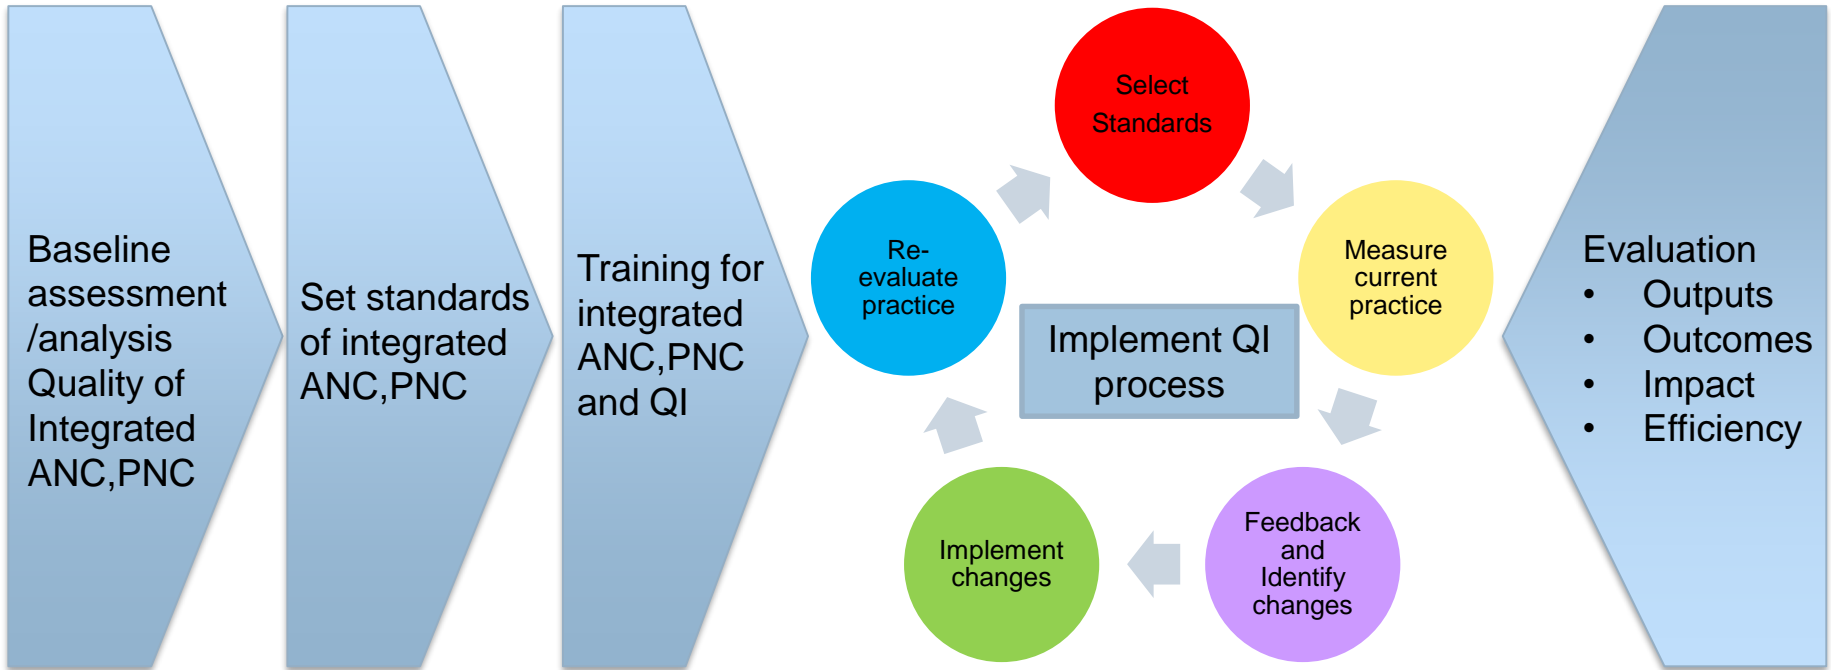 Baseline
assessment
/analysis
Quality of
Integrated
ANC,PNC
Set standards
of integrated
ANC,PNC
Training for
integrated
ANC,PNC
and QI
Select
Standards
Measure
current
practice
Feedback
and
Identify
changes
Implement
changes
Re-
evaluate
practice
Implement QI
process
Evaluation
• Outputs
• Outcomes
• Impact
• Efficiency